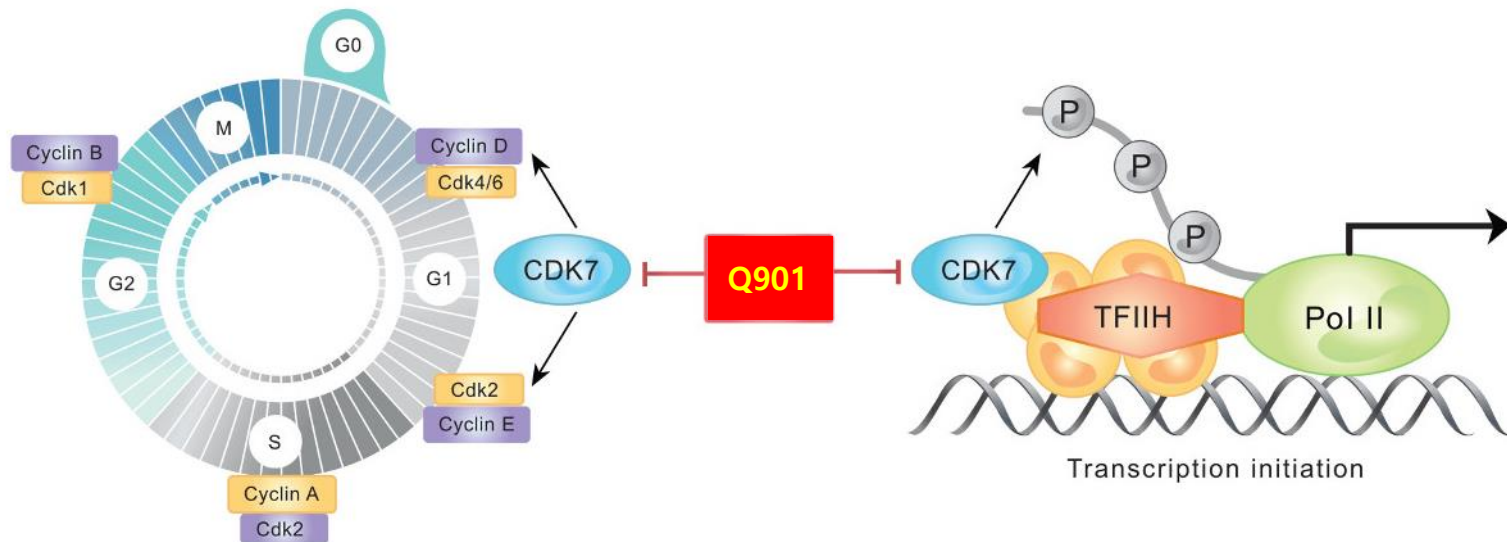 G0
M
Cyclin B
Cdk1
Cyclin D
Cdk4/6
G2
G1
CDK7
Cdk2
Cyclin E
S
Cyclin A
Cdk2
Q901
P
P
P
CDK7
TFIIH
Pol II
Transcription initiation